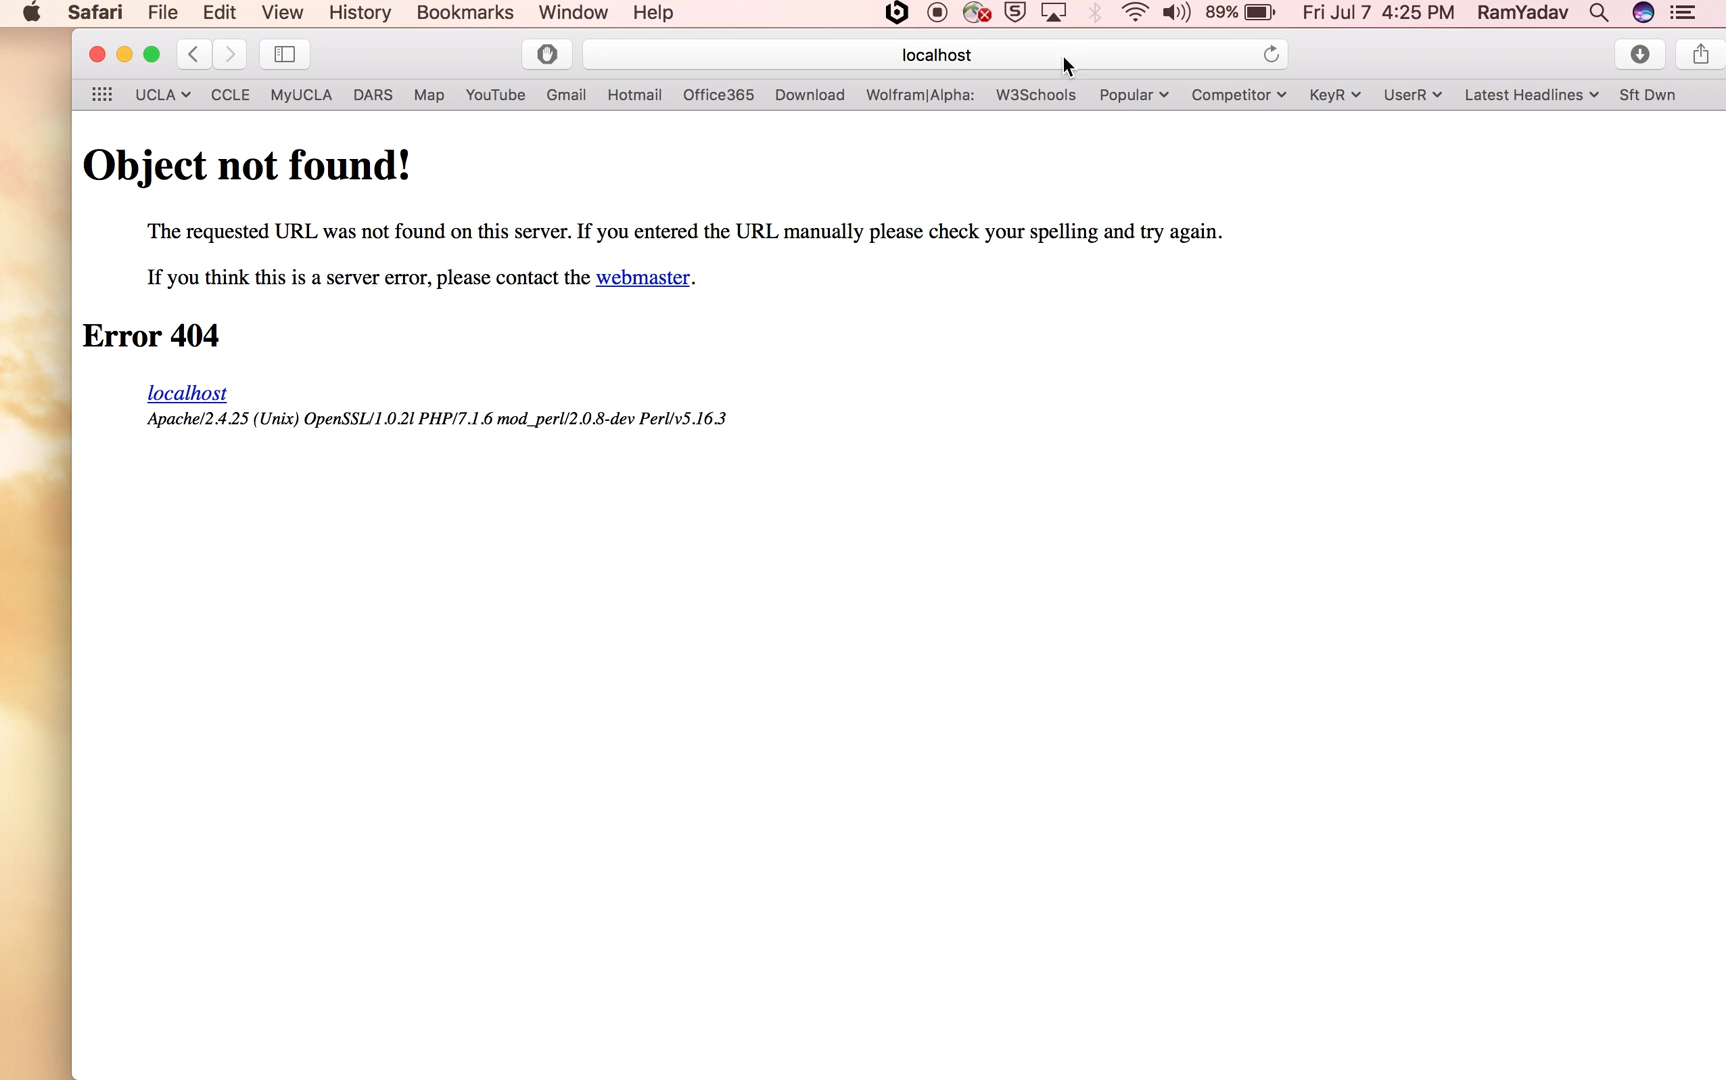 Safari File Edit View History Bookmarks Window Help 89% Fri Jul 7 4:25 PM RamYadav
localhost
UCLA CCLE MyUCLA DARS Map YouTube Gmail Hotmail Office365 Download Wolfram|Alpha: W3Schools Popular Competitor KeyR UserR Latest Headlines Sft Dwn
Object not found!
The requested URL was not found on this server. If you entered the URL manually please check your spelling and try again.
If you think this is a server error, please contact the webmaster.
Error 404
localhost
Apache/2.4.25 (Unix) OpenSSL/1.0.2l PHP/7.1.6 mod_perl/2.0.8-dev Perl/v5.16.3